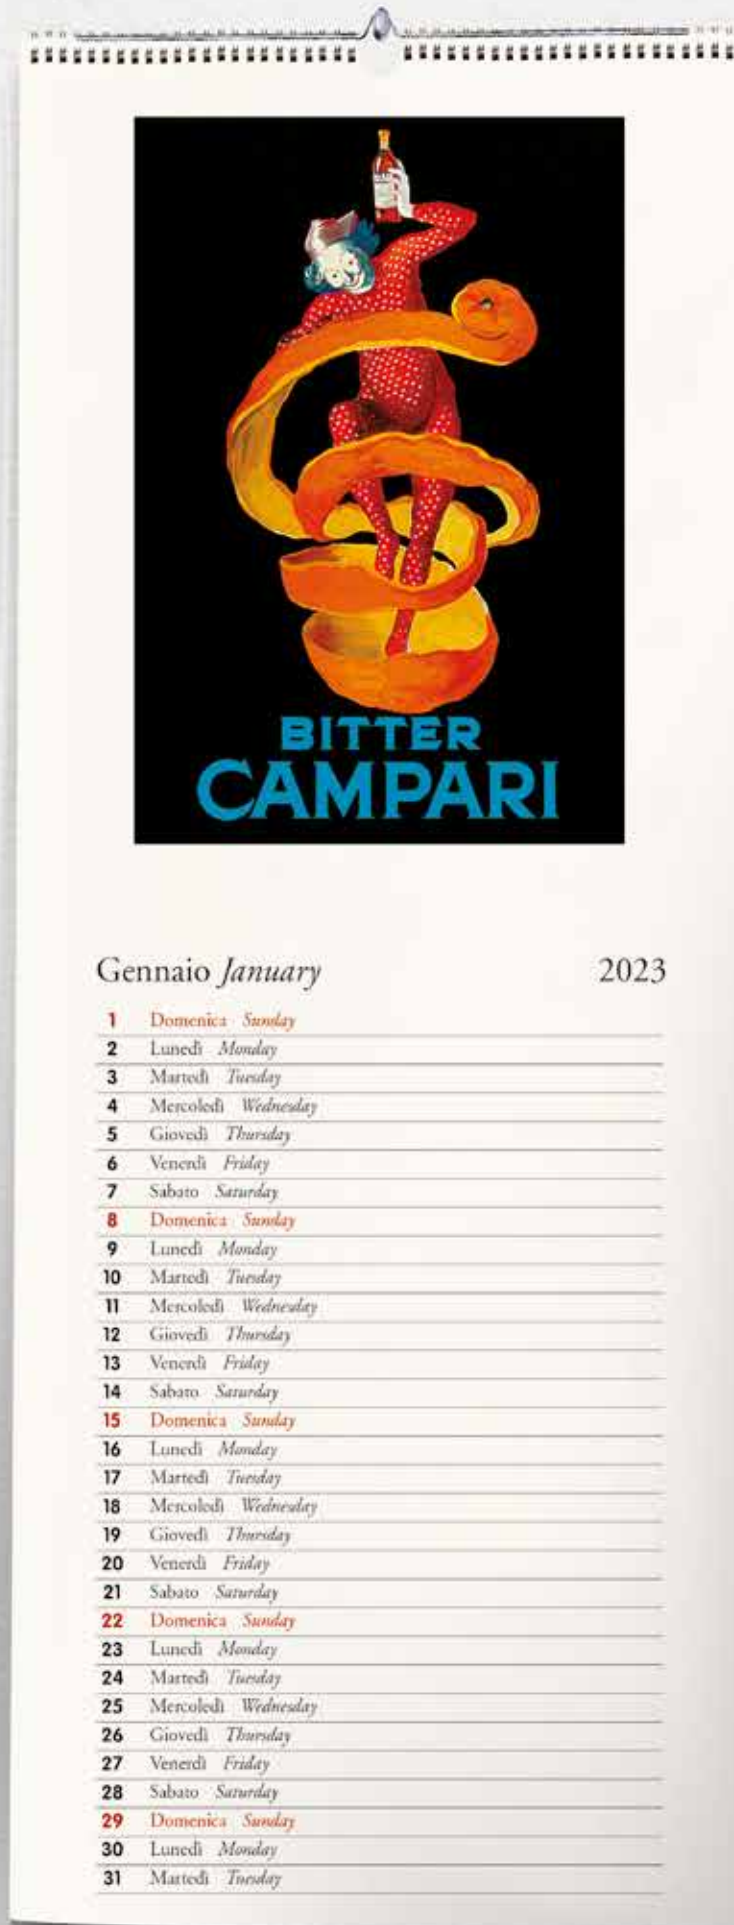 BITTER
CAMPARI
Gennaio January 2023
1 Domenica Sunday
2 Lunedì Monday
3 Martedì Tuesday
4 Mercoledì Wednesday
5 Giovedì Thursday
6 Venerdì Friday
7 Sabato Saturday
8 Domenica Sunday
9 Lunedì Monday
10 Martedì Tuesday
11 Mercoledì Wednesday
12 Giovedì Thursday
13 Venerdì Friday
14 Sabato Saturday
15 Domenica Sunday
16 Lunedì Monday
17 Martedì Tuesday
18 Mercoledì Wednesday
19 Giovedì Thursday
20 Venerdì Friday
21 Sabato Saturday
22 Domenica Sunday
23 Lunedì Monday
24 Martedì Tuesday
25 Mercoledì Wednesday
26 Giovedì Thursday
27 Venerdì Friday
28 Sabato Saturday
29 Domenica Sunday
30 Lunedì Monday
31 Martedì Tuesday